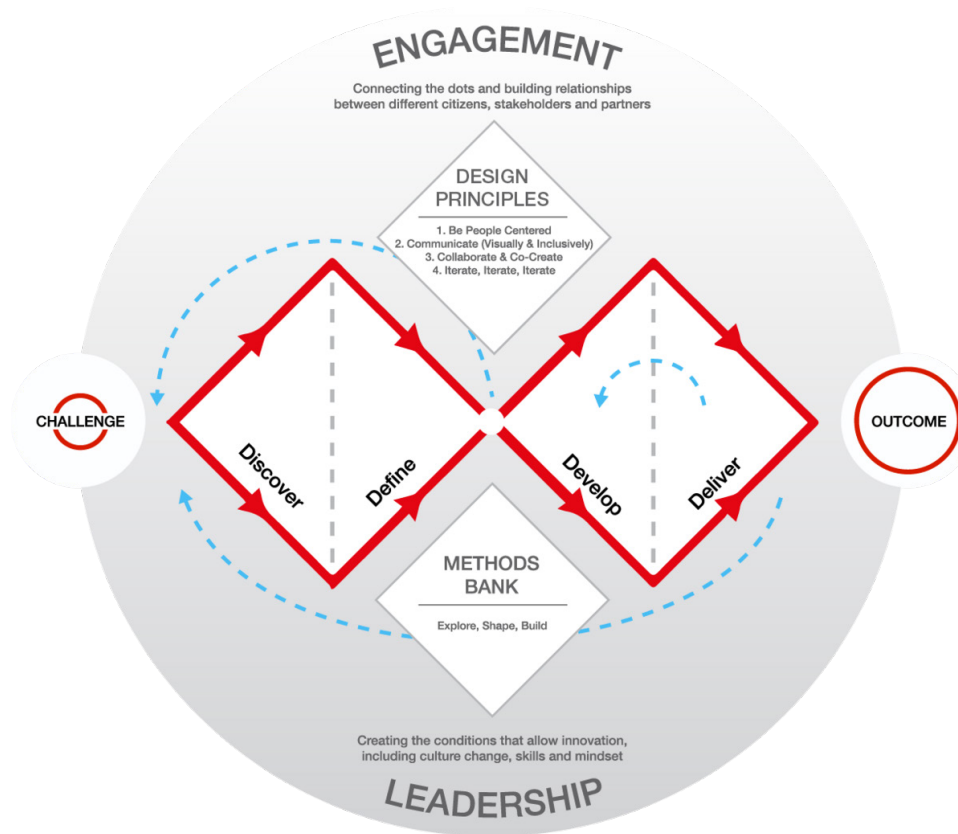 ENGAGEMENT
Connecting the dots and building relationships
between different citizens, stakeholders and partners
DESIGN
PRINCIPLES
1. Be People Centered
2. Communicate (Visually & Inclusively)
3. Collaborate & Co-Create
4. Iterate, Iterate, Iterate
CHALLENGE
OUTCOME
Discover
Define
Develop
Deliver
METHODS
BANK
Explore, Shape, Build
Creating the conditions that allow innovation,
including culture change, skills and mindset
LEADERSHIP